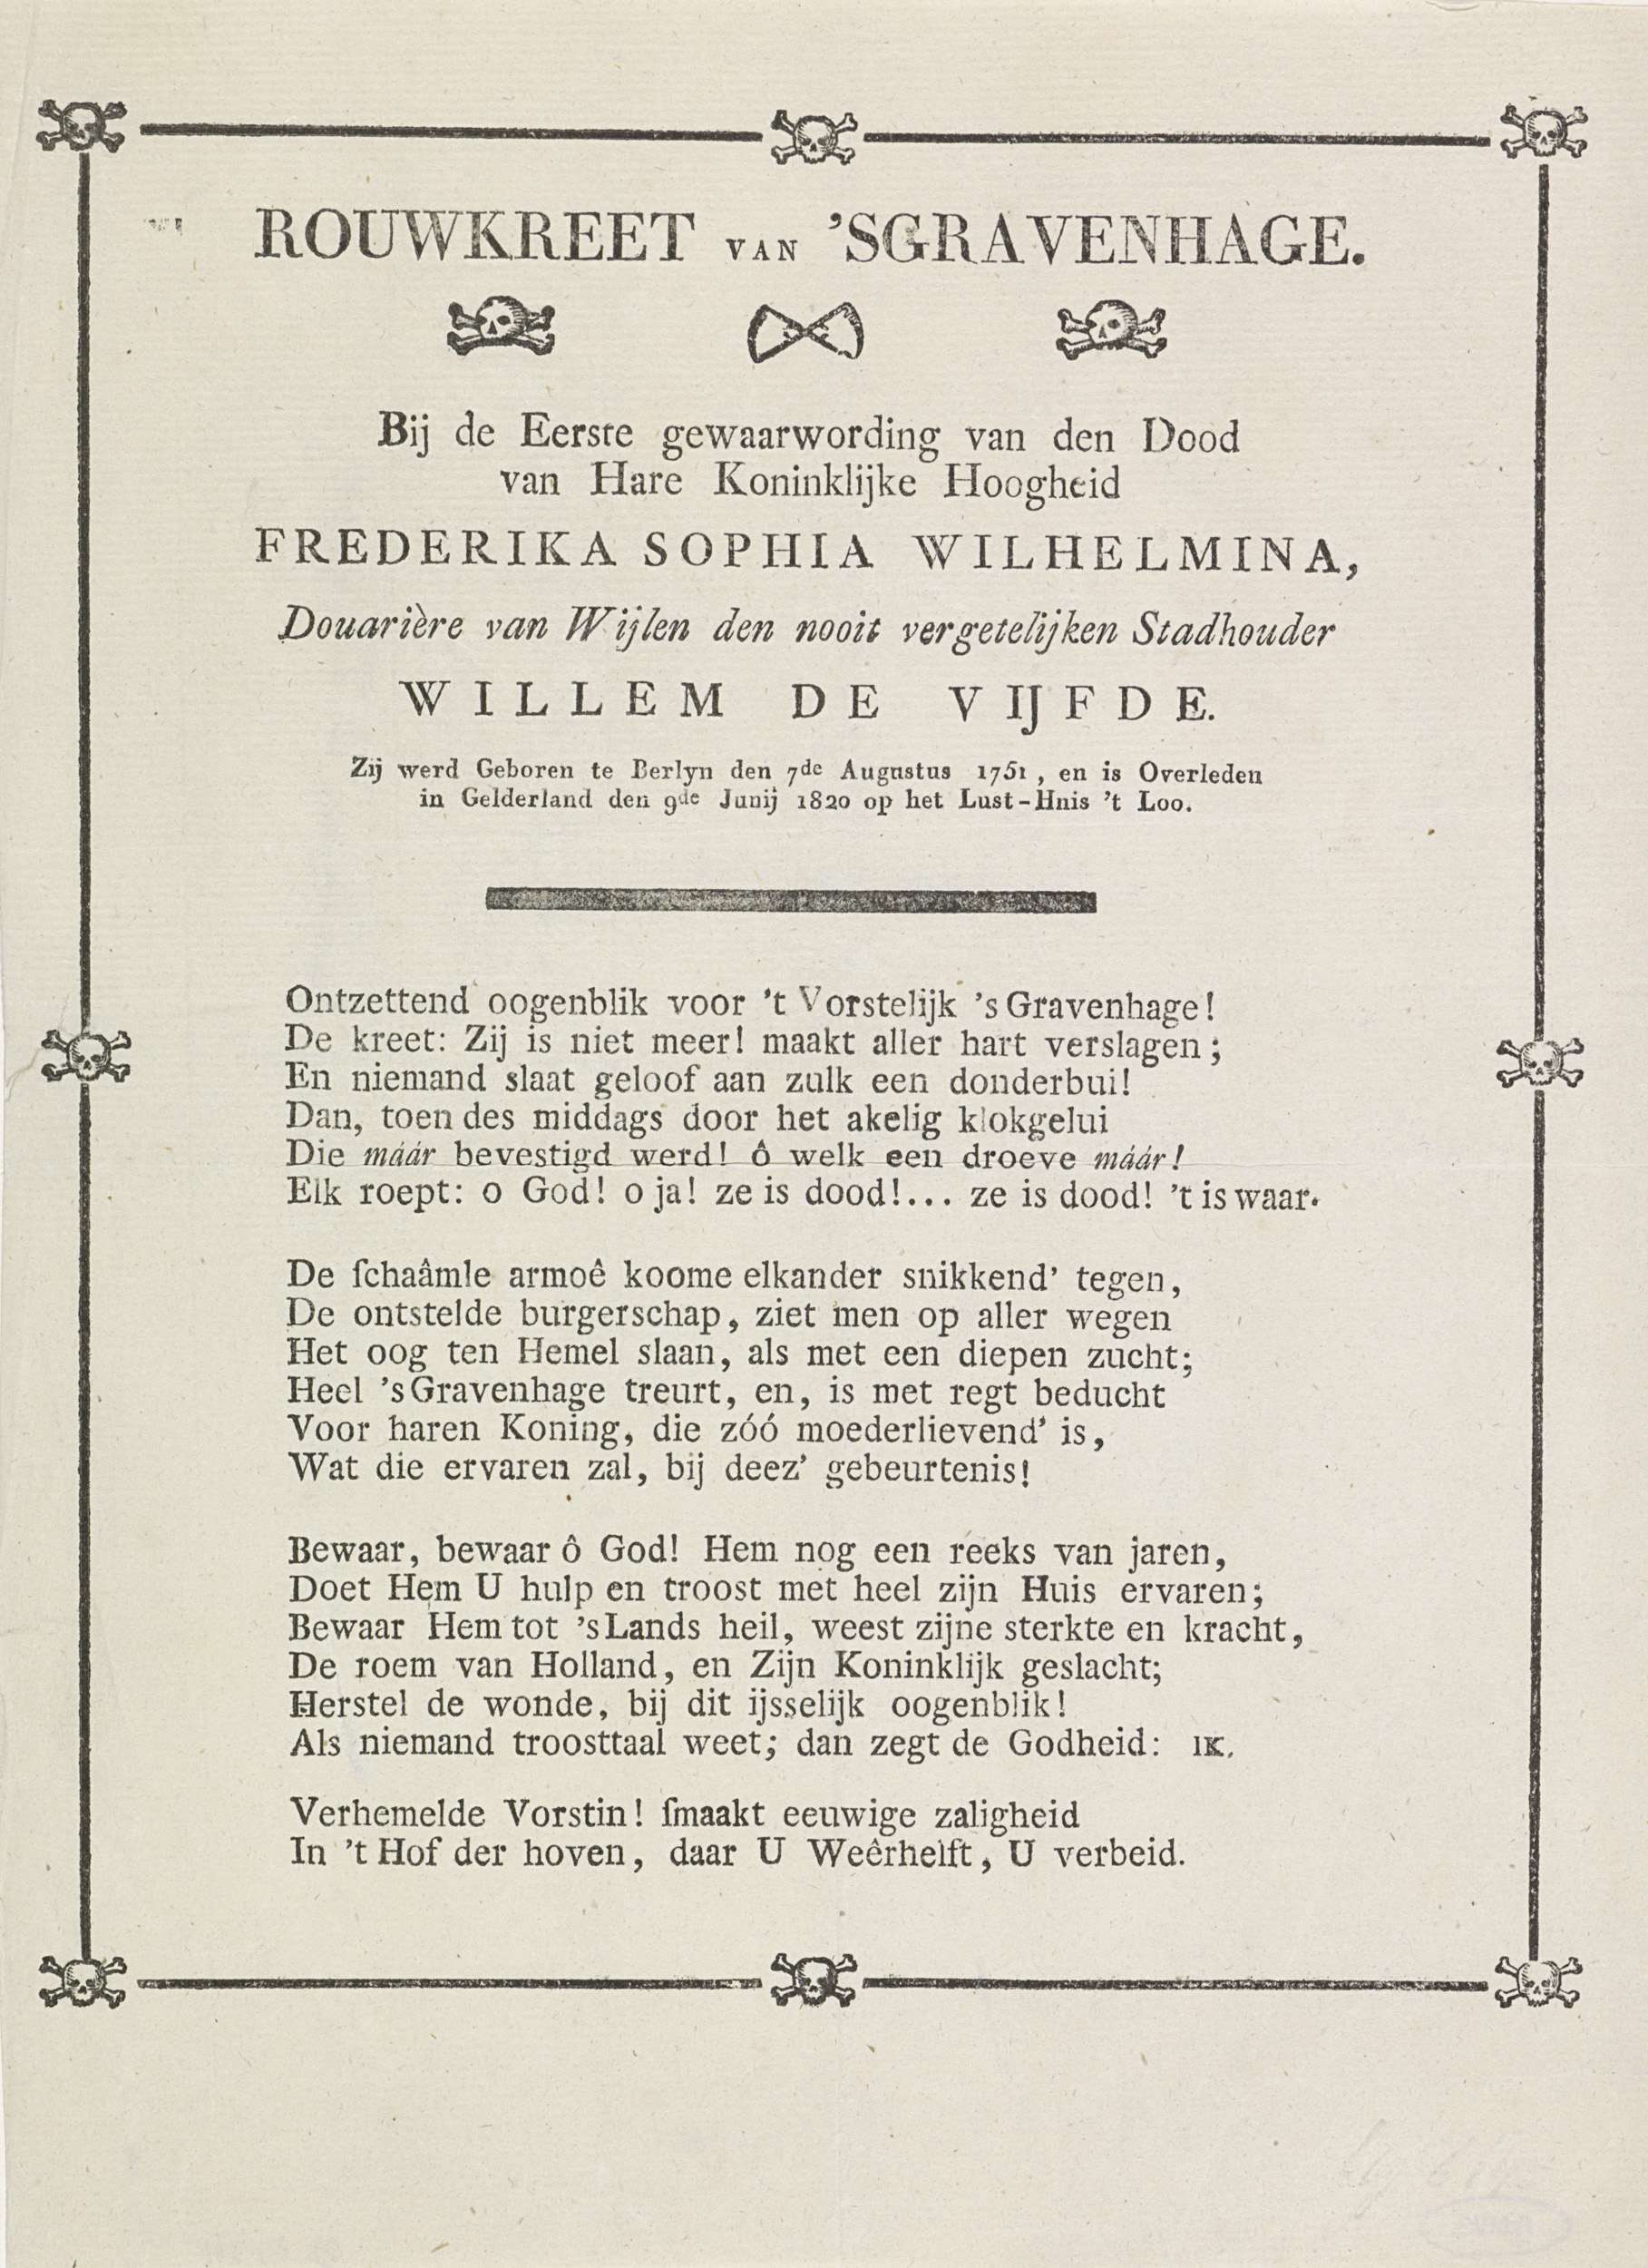 ROUWKREET VAN 'SGRAVENHAGE.
Bij de Eerste gewaarwording van den Dood
van Hare Koninklijke Hoogheid
FREDERIKA SOPHIA WILHELMINA,
Douarière van Wijlen den nooit vergetelijken Stadhouder
WILLEM DE VIJFDE.
Zij werd Geboren te Berlyn den 7de Augustus 1751, en is Overleden
in Gelderland den 9de Junij 1820 op het Lust-Hnis 't Loo.
Ontzettend oogenblik voor 't Vorstelijk 's Gravenhage!
De kreet: Zij is niet meer! maakt aller hart verslagen;
En niemand slaat geloof aan zulk een donderbui!
Dan, toen des middags door het akelig klokgelui
Die máár bevestigd werd! ô welk een droeve máár!
Elk roept: o God! o ja! ze is dood!... ze is dood! 't is waar.
De ſchaâmle armoê koome elkander snikkend' tegen,
De ontstelde burgerschap, ziet men op aller wegen
Het oog ten Hemel slaan, als met een diepen zucht;
Heel 's Gravenhage treurt, en, is met regt beducht
Voor haren Koning, die zóó moederlievend' is,
Wat die ervaren zal, bij deez' gebeurtenis!
Bewaar, bewaar ô God! Hem nog een reeks van jaren,
Doet Hem U hulp en troost met heel zijn Huis ervaren;
Bewaar Hem tot 's Lands heil, weest zijne sterkte en kracht,
De roem van Holland, en Zijn Koninklijk geslacht;
Herstel de wonde, bij dit ijsselijk oogenblik!
Als niemand troosttaal weet; dan zegt de Godheid: IK.
Verhemelde Vorstin! ſmaakt eeuwige zaligheid
In 't Hof der hoven, daar U Weêrhelft, U verbeid.